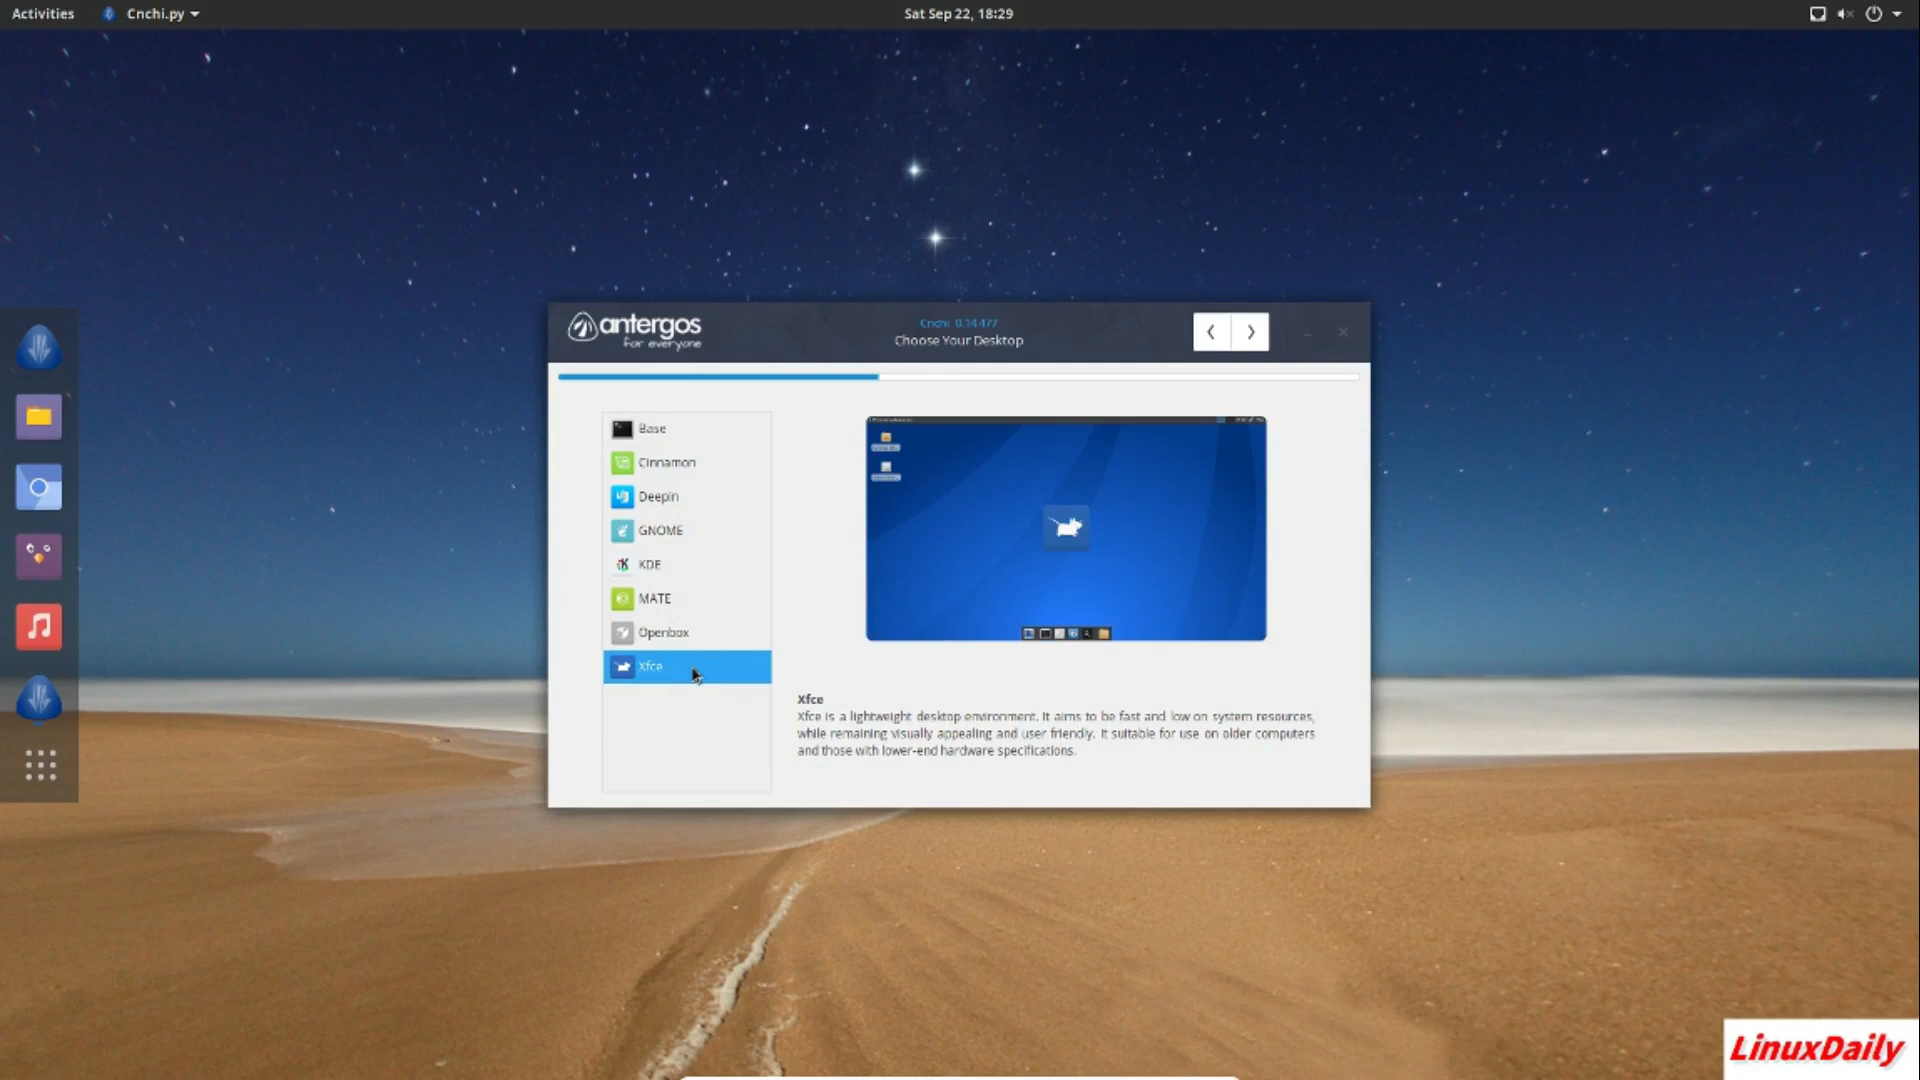 Activities
Cnchi.py
Sat Sep 22, 18:29
antergos
for everyone
Cnchi 0.14.477
Choose Your Desktop
Base
Cinnamon
Deepin
GNOME
KDE
MATE
Openbox
Xfce
Xfce
Xfce is a lightweight desktop environment. It aims to be fast and low on system resources,
while remaining visually appealing and user friendly. It suitable for use on older computers
and those with lower-end hardware specifications.
LinuxDaily